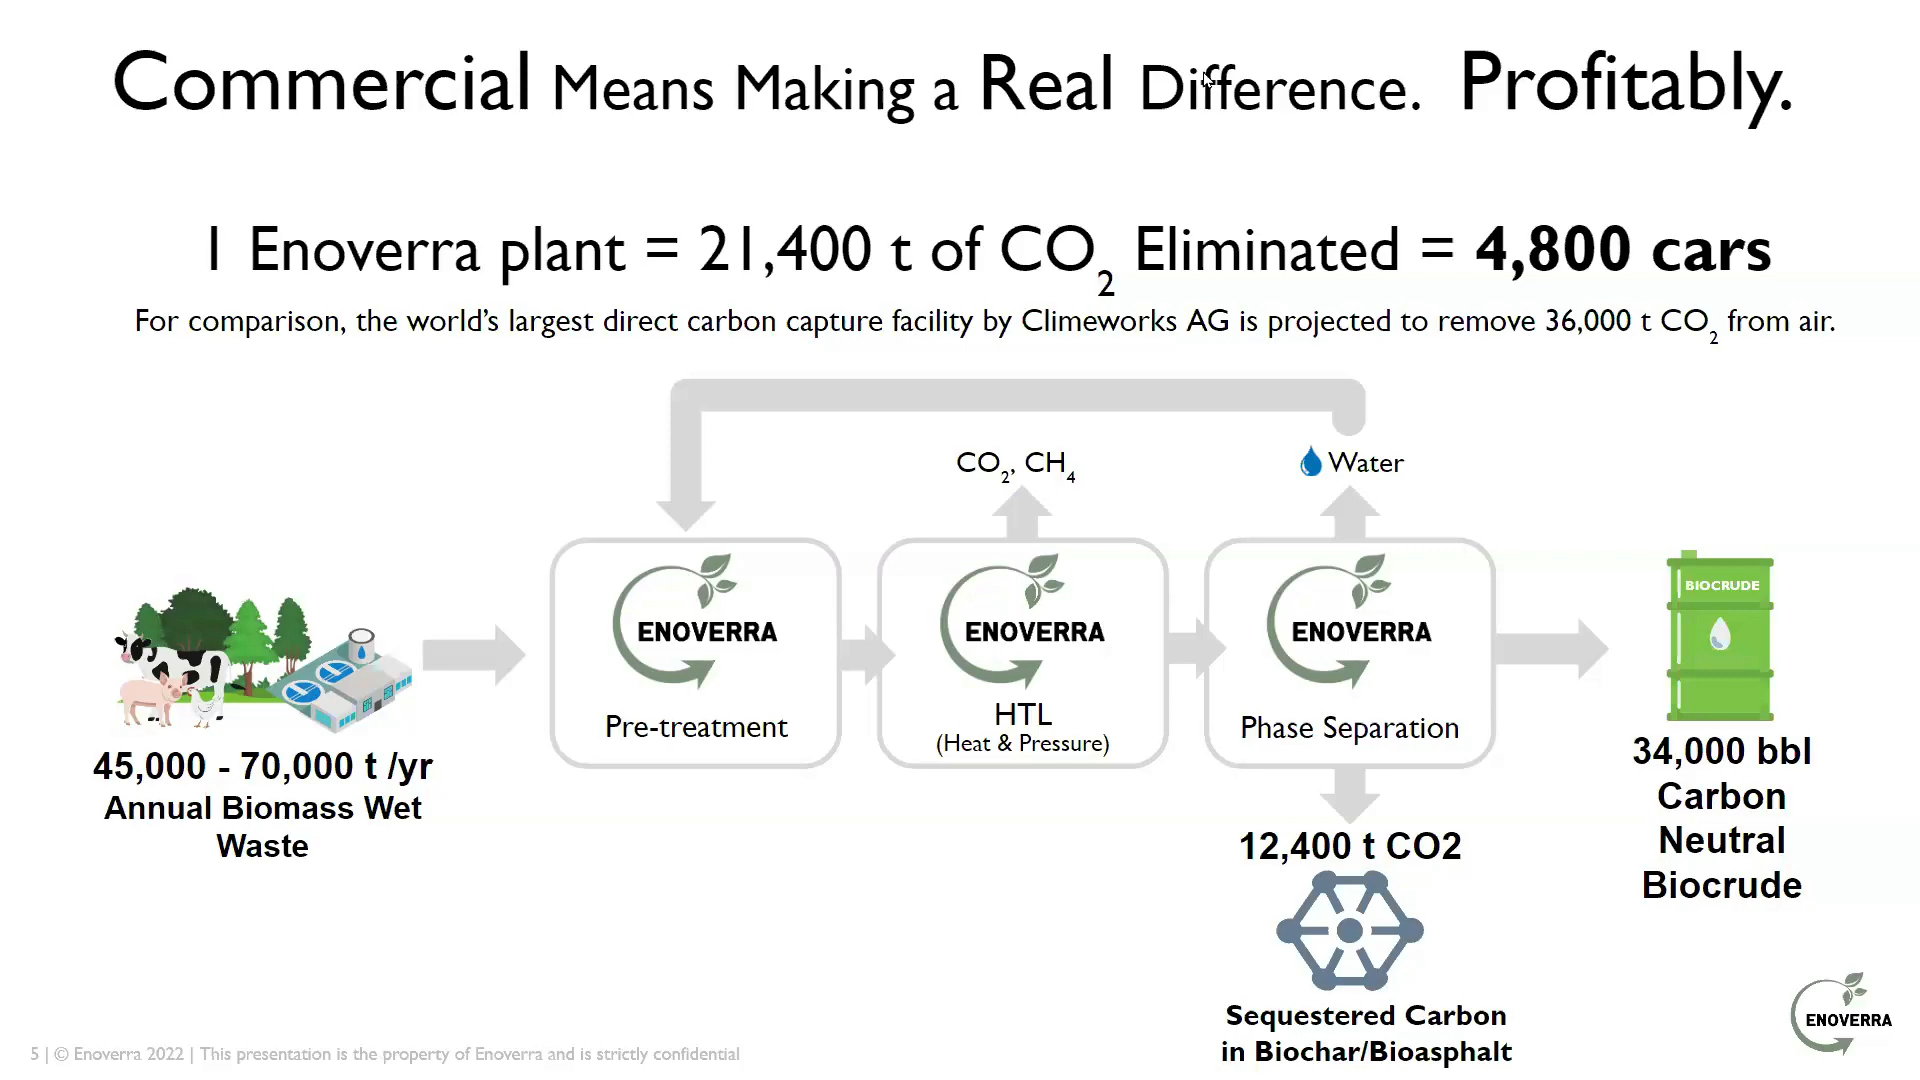 Commercial Means Making a Real Difference. Profitably.
1 Enoverra plant = 21,400 t of CO₂ Eliminated = 4,800 cars
For comparison, the world's largest direct carbon capture facility by Climeworks AG is projected to remove 36,000 t CO₂ from air.
CO₂, CH₄
Water
ENOVERRA
Pre-treatment
ENOVERRA
HTL
(Heat & Pressure)
ENOVERRA
Phase Separation
BIOCRUDE
45,000 - 70,000 t /yr
Annual Biomass Wet
Waste
34,000 bbl
Carbon
Neutral
Biocrude
12,400 t CO2
Sequestered Carbon
in Biochar/Bioasphalt
ENOVERRA
5 | © Enoverra 2022 | This presentation is the property of Enoverra and is strictly confidential